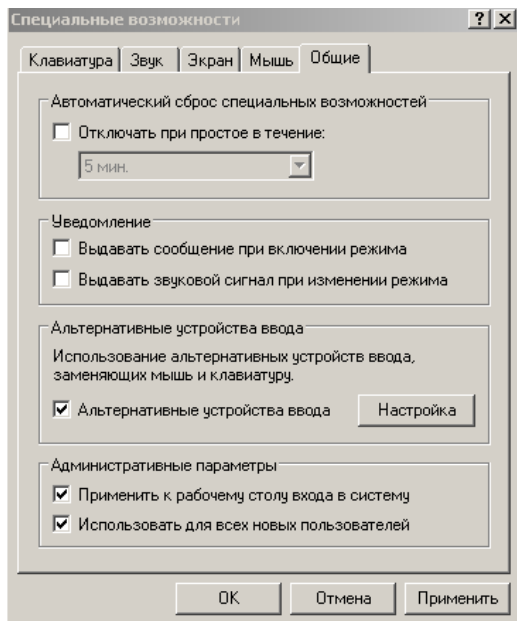 Специальные возможности
Клавиатура Звук Экран Мышь Общие
Автоматический сброс специальных возможностей
Отключать при простое в течение:
5 мин.
Уведомление
Выдавать сообщение при включении режима
Выдавать звуковой сигнал при изменении режима
Альтернативные устройства ввода
Использование альтернативных устройств ввода,
заменяющих мышь и клавиатуру.
Альтернативные устройства ввода Настройка
Административные параметры
Применить к рабочему столу входа в систему
Использовать для всех новых пользователей
ОК Отмена Применить